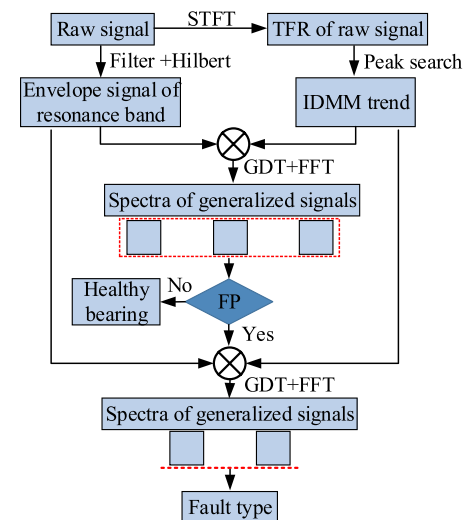 Raw signal
STFT
TFR of raw signal
Filter +Hilbert
Peak search
Envelope signal of
resonance band
IDMM trend
GDT+FFT
Spectra of generalized signals
No
Healthy
bearing
FP
Yes
GDT+FFT
Spectra of generalized signals
Fault type